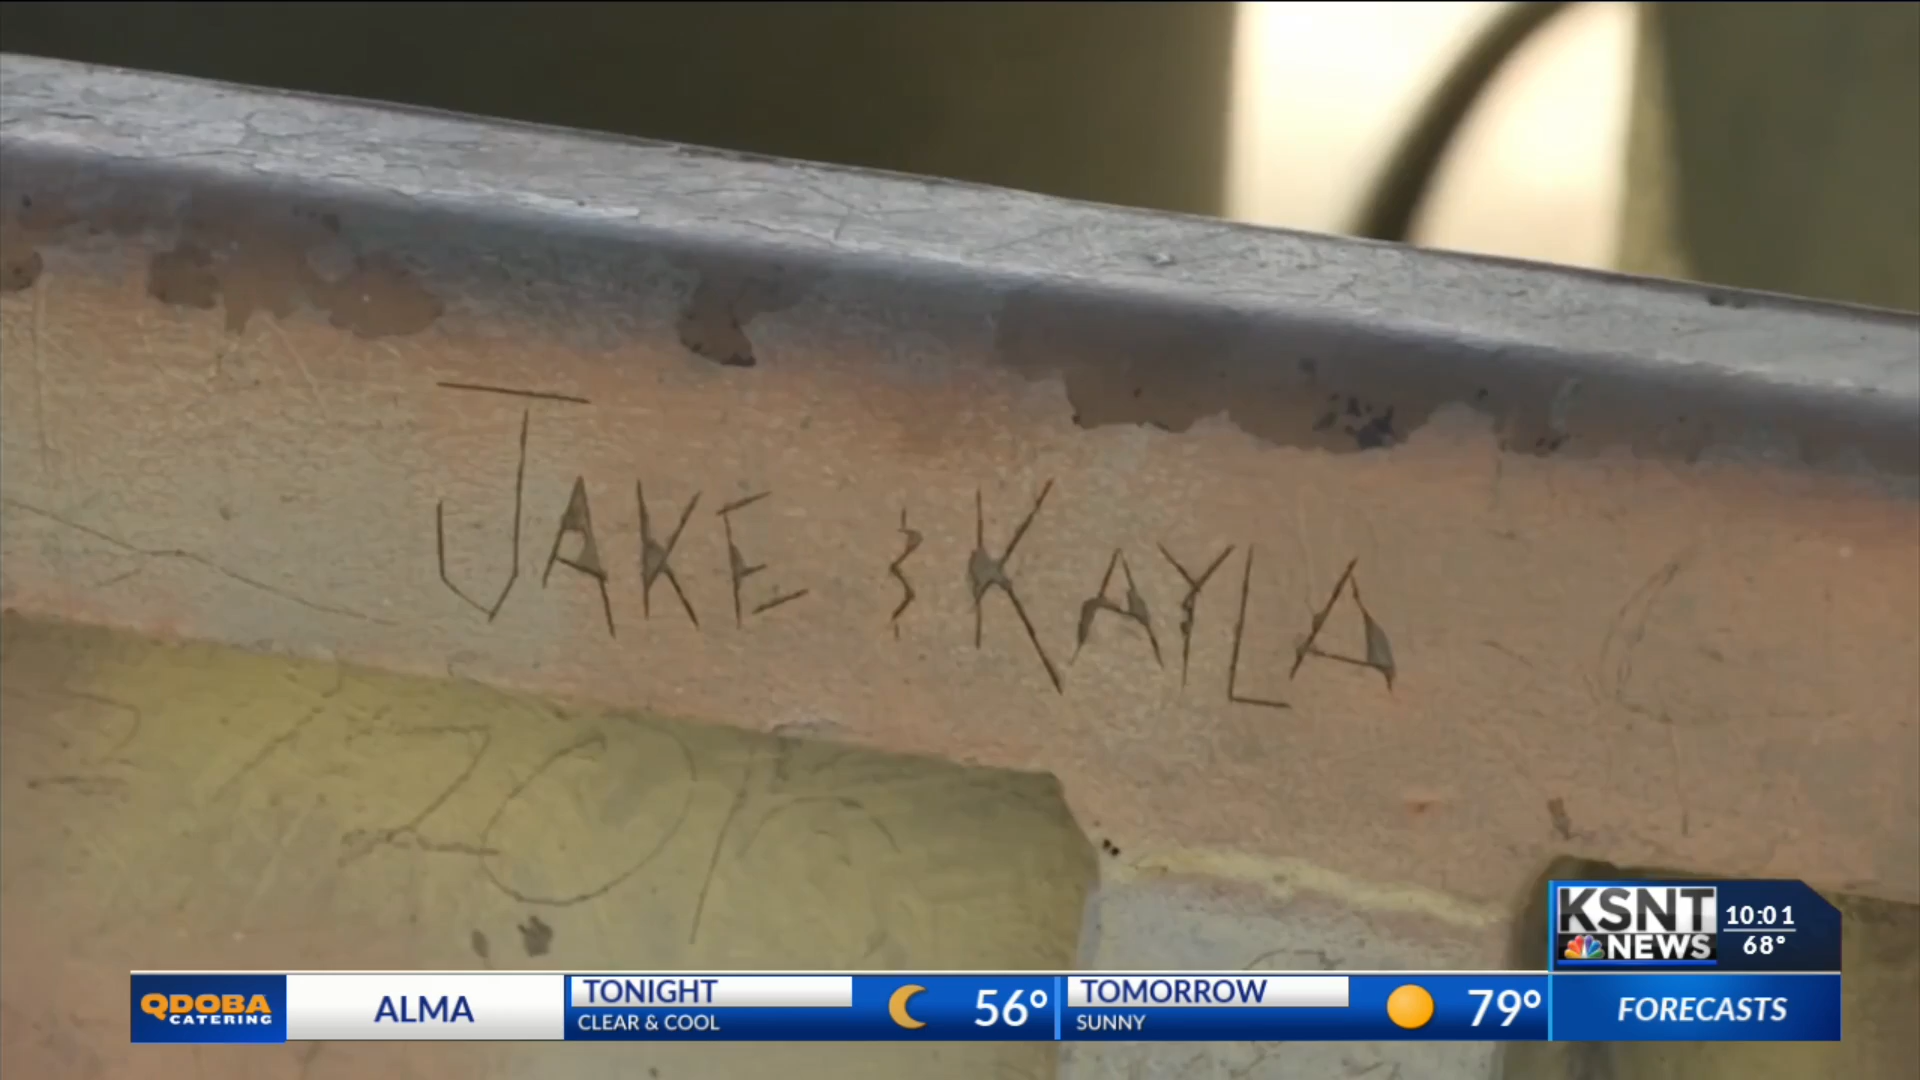 JAKE & KAYLA
KSNT
NEWS
10:01
68°
QDOBA
CATERING
ALMA
TONIGHT
CLEAR & COOL
56°
TOMORROW
SUNNY
79°
FORECASTS